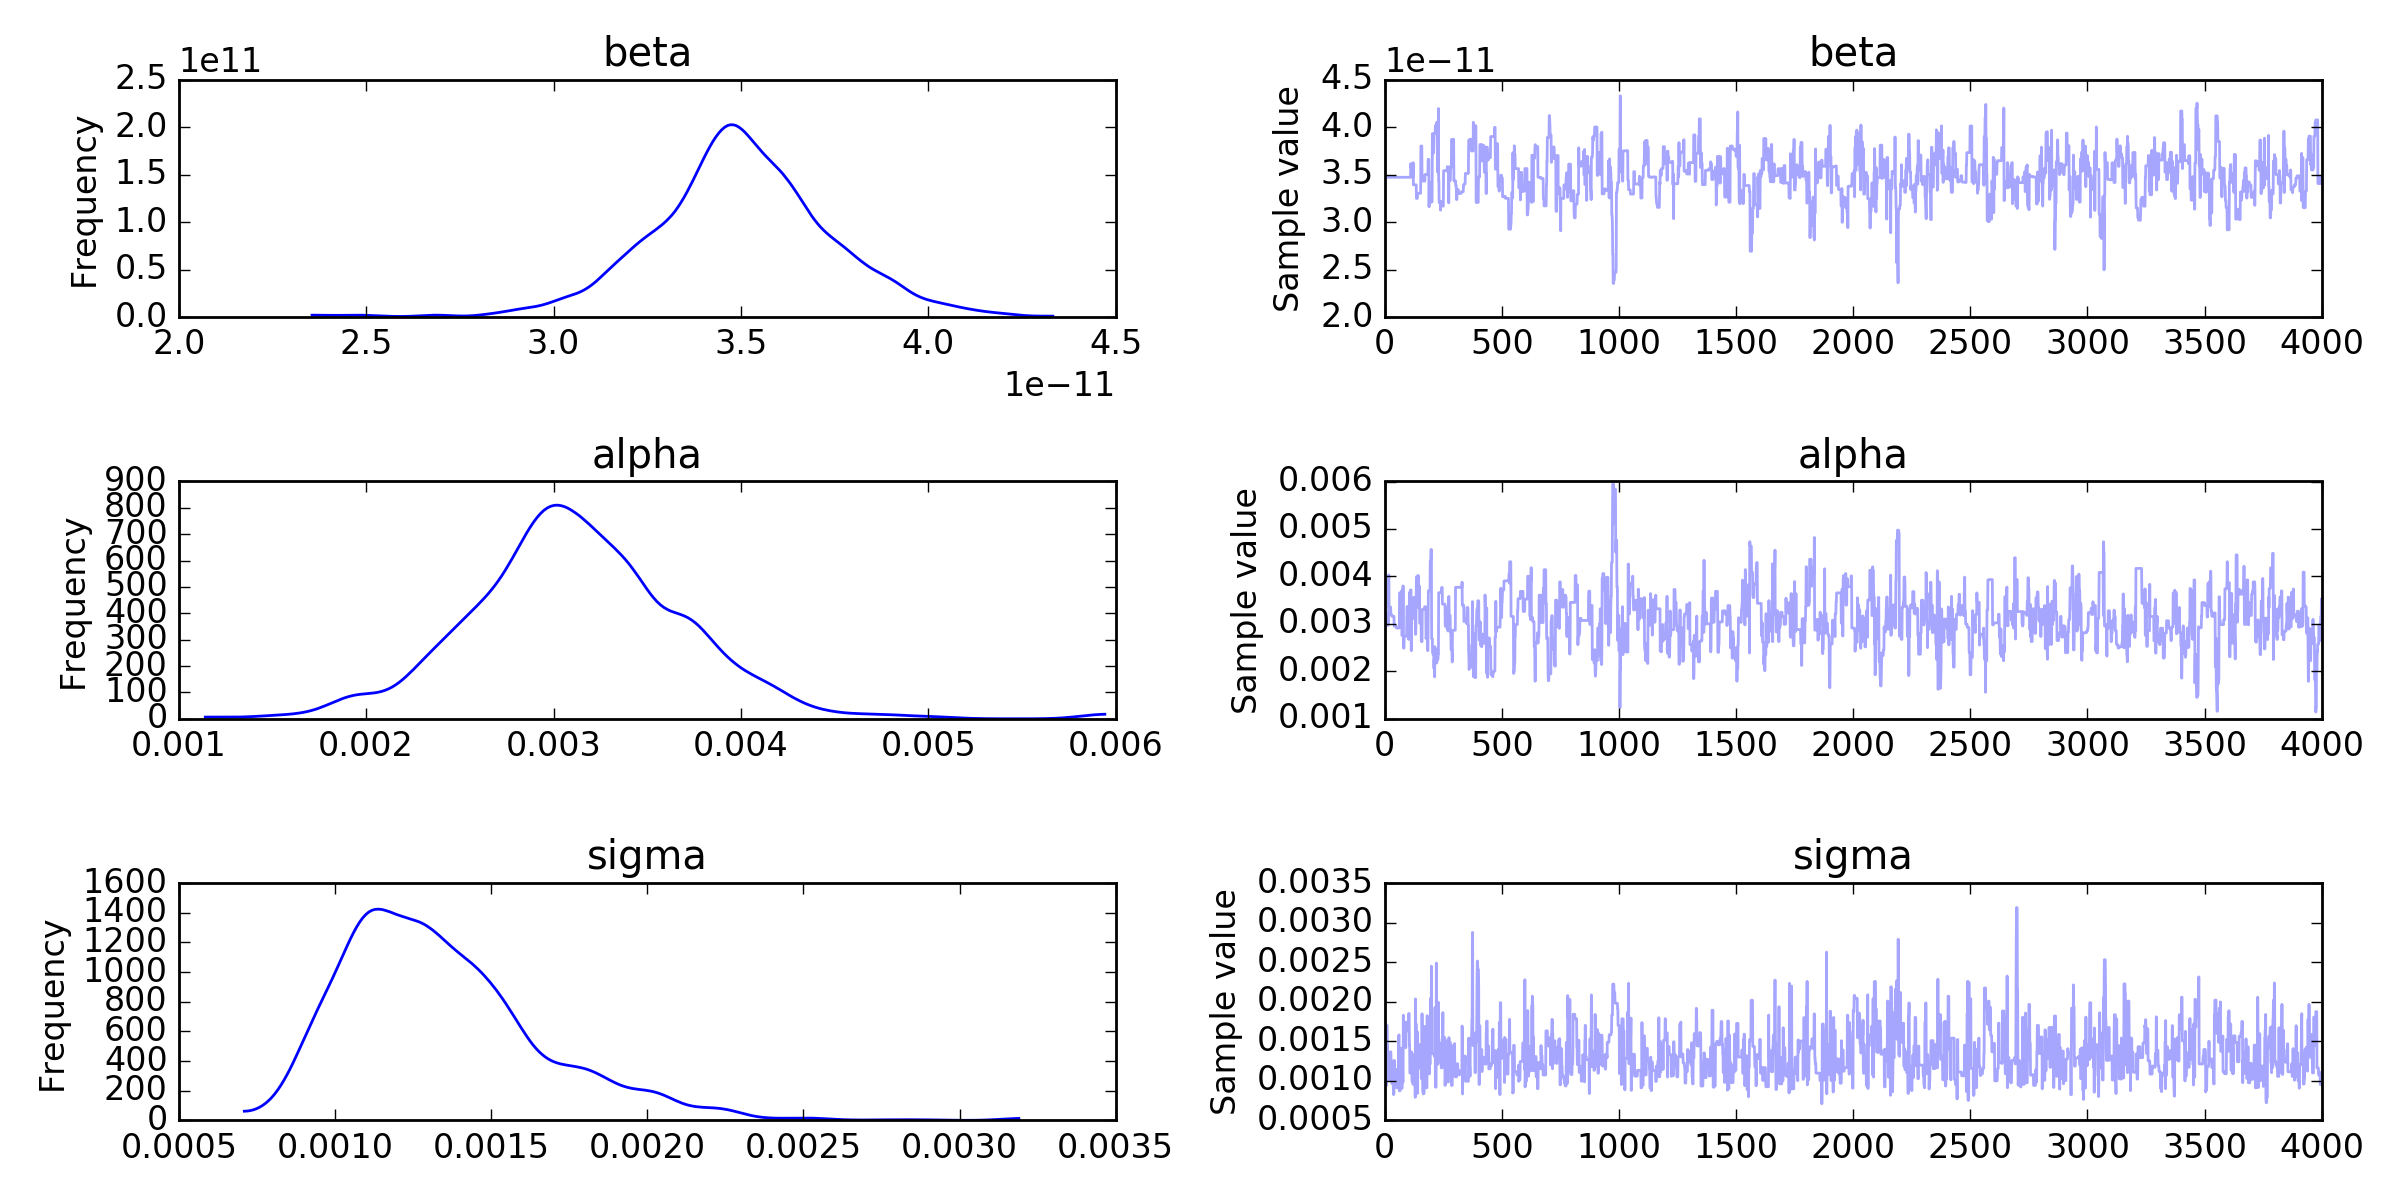 beta
1e11
2.5
2.0
1.5
1.0
0.5
0.0
Frequency
2.0 2.5 3.0 3.5 4.0 4.5
1e−11
beta
1e−11
4.5
4.0
3.5
3.0
2.5
2.0
Sample value
0 500 1000 1500 2000 2500 3000 3500 4000
alpha
900
800
700
600
500
400
300
200
100
0
Frequency
0.001 0.002 0.003 0.004 0.005 0.006
alpha
0.006
0.005
0.004
0.003
0.002
0.001
Sample value
0 500 1000 1500 2000 2500 3000 3500 4000
sigma
1600
1400
1200
1000
800
600
400
200
0
Frequency
0.0005 0.0010 0.0015 0.0020 0.0025 0.0030 0.0035
sigma
0.0035
0.0030
0.0025
0.0020
0.0015
0.0010
0.0005
Sample value
0 500 1000 1500 2000 2500 3000 3500 4000